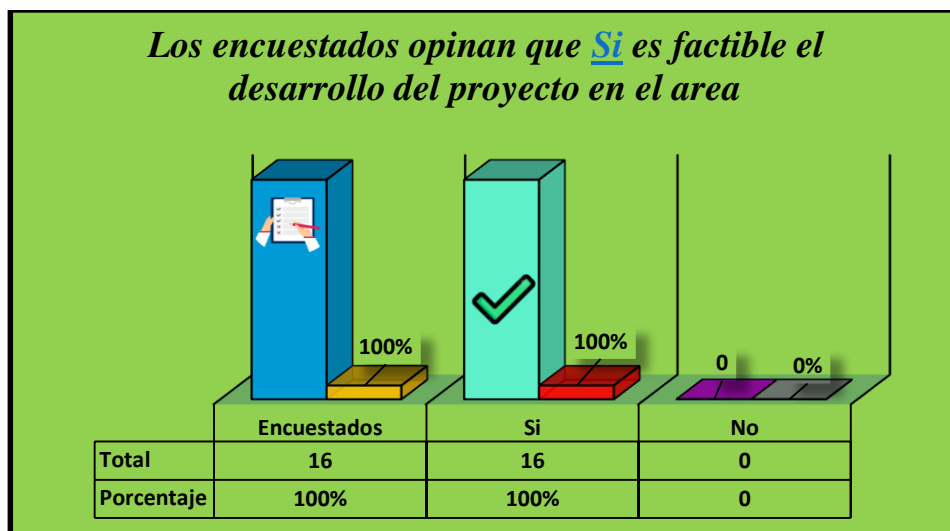 Los encuestados opinan que Si es factible el
desarrollo del proyecto en el area
100%
100%
0
0%
Encuestados Si No
Total 16 16 0
Porcentaje 100% 100% 0